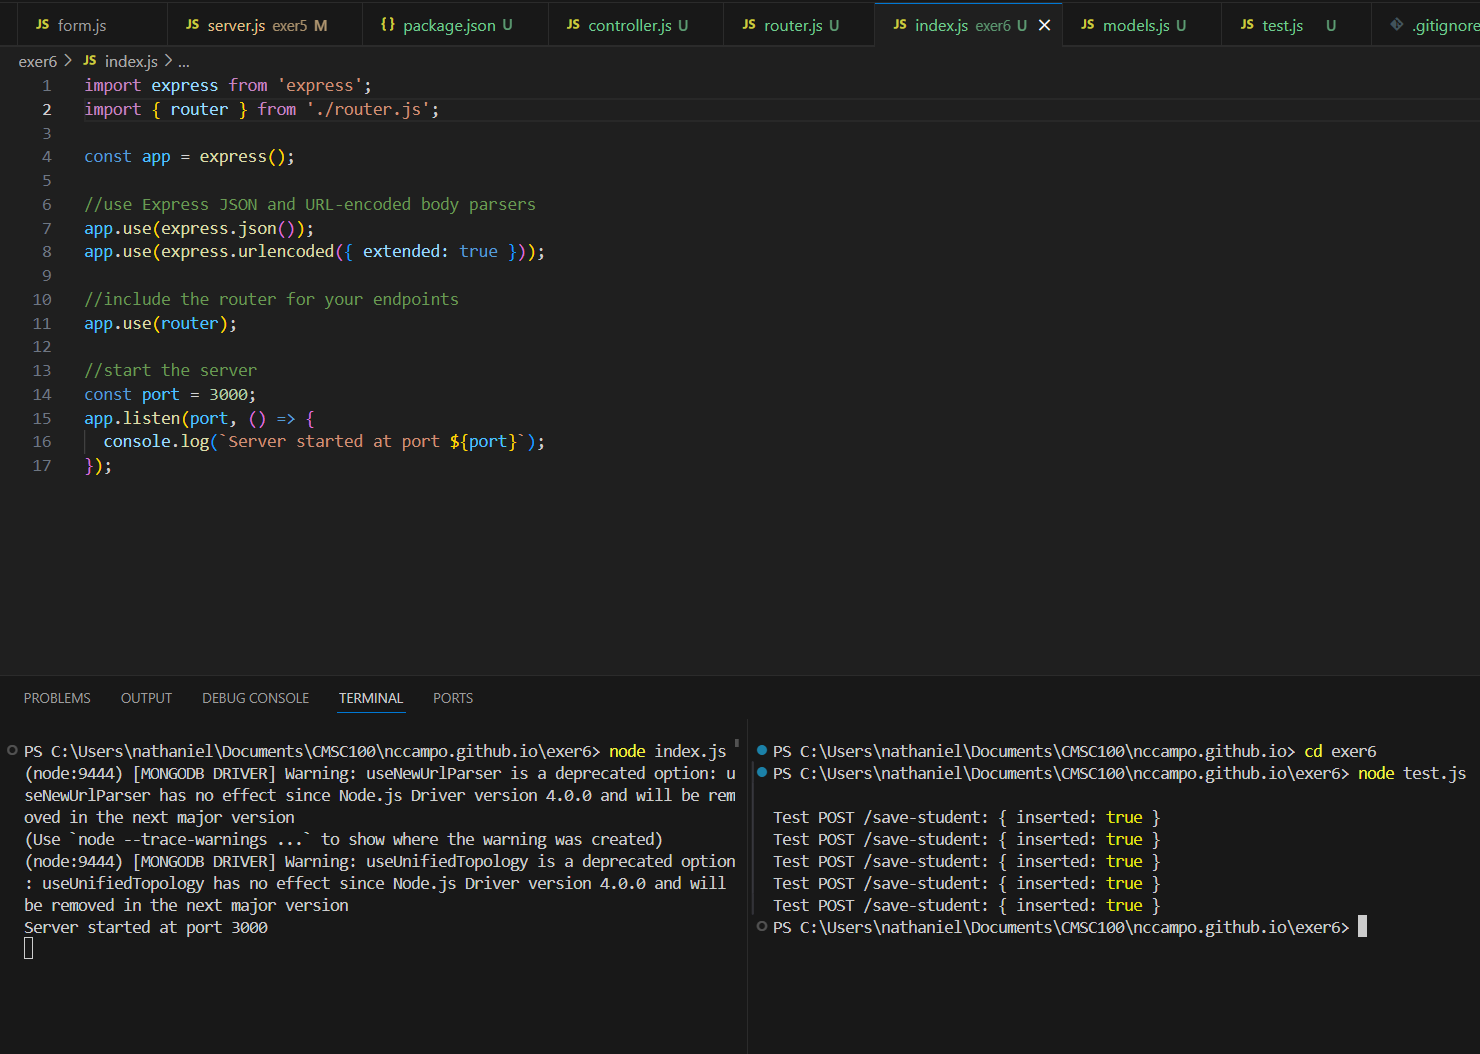 JS form.js JS server.js exer5 M {} package.json U JS controller.js U JS router.js U JS index.js exer6 U JS models.js U JS test.js U .gitignore
exer6 > JS index.js > ...
1 import express from 'express';
2 import { router } from './router.js';
3
4 const app = express();
5
6 //use Express JSON and URL-encoded body parsers
7 app.use(express.json());
8 app.use(express.urlencoded({ extended: true }));
9
10 //include the router for your endpoints
11 app.use(router);
12
13 //start the server
14 const port = 3000;
15 app.listen(port, () => {
16 console.log(`Server started at port ${port}`);
17 });
PROBLEMS OUTPUT DEBUG CONSOLE TERMINAL PORTS
PS C:\Users\nathaniel\Documents\CMSC100\nccampo.github.io\exer6> node index.js
(node:9444) [MONGODB DRIVER] Warning: useNewUrlParser is a deprecated option: u
seNewUrlParser has no effect since Node.js Driver version 4.0.0 and will be rem
oved in the next major version
(Use `node --trace-warnings ...` to show where the warning was created)
(node:9444) [MONGODB DRIVER] Warning: useUnifiedTopology is a deprecated option
: useUnifiedTopology has no effect since Node.js Driver version 4.0.0 and will
be removed in the next major version
Server started at port 3000
PS C:\Users\nathaniel\Documents\CMSC100\nccampo.github.io> cd exer6
PS C:\Users\nathaniel\Documents\CMSC100\nccampo.github.io\exer6> node test.js
Test POST /save-student: { inserted: true }
Test POST /save-student: { inserted: true }
Test POST /save-student: { inserted: true }
Test POST /save-student: { inserted: true }
Test POST /save-student: { inserted: true }
PS C:\Users\nathaniel\Documents\CMSC100\nccampo.github.io\exer6>